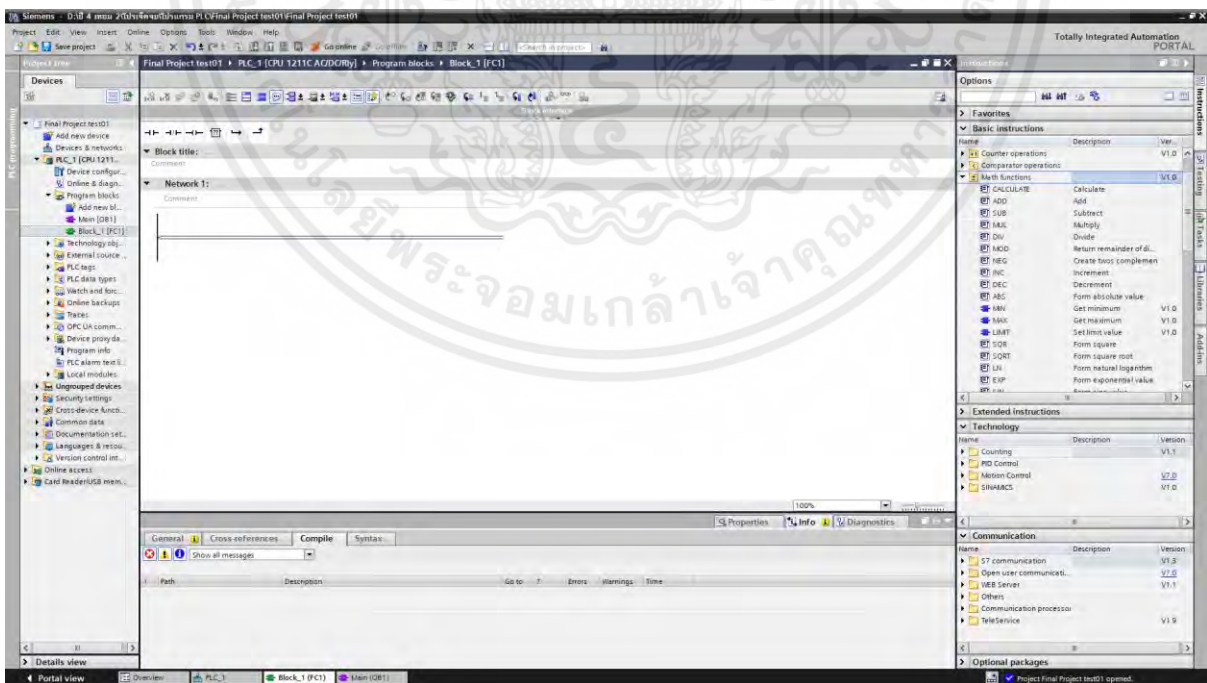 Siemens - D:\ปี 4 เทอม 2\โปรเจ็คจบ\โปรแกรม PLC\Final Project test01\Final Project test01
Project Edit View Insert Online Options Tools Window Help
Totally Integrated Automation
PORTAL
Save project
Go online
Final Project test01 ▸ PLC_1 [CPU 1211C AC/DC/Rly] ▸ Program blocks ▸ Block_1 [FC1]
Devices
Final Project test01
Add new device
Devices & networks
PLC_1 [CPU 1211...
Device configur...
Online & diagn...
Program blocks
Add new bl...
Main [OB1]
Block_1 [FC1]
Technology obj...
External source ...
PLC tags
PLC data types
Watch and forc...
Online backups
Traces
OPC UA comm...
Device proxy da...
Program info
PLC alarm text li...
Local modules
Ungrouped devices
Security settings
Cross-device functi...
Common data
Documentation set...
Languages & resou...
Version control int...
Online access
Card Reader/USB mem...
Details view
Block title:
Comment
Network 1:
Comment
100%
Properties
Info
Diagnostics
General
Cross-references
Compile
Syntax
Show all messages
! Path Description Go to ? Errors Warnings Time
Options
Favorites
Basic instructions
Name Description Ver...
Counter operations V1.0
Comparator operations
Math functions V1.0
CALCULATE Calculate
ADD Add
SUB Subtract
MUL Multiply
DIV Divide
MOD Return remainder of di...
NEG Create twos complemen
INC Increment
DEC Decrement
ABS Form absolute value
MIN Get minimum V1.0
MAX Get maximum V1.0
LIMIT Set limit value V1.0
SQR Form square
SQRT Form square root
LN Form natural logarithm
EXP Form exponential value
Extended instructions
Technology
Name Description Version
Counting V1.1
PID Control
Motion Control V7.0
SINAMICS V1.0
Communication
Name Description Version
S7 communication V1.3
Open user communicati... V7.0
WEB Server V1.1
Others
Communication processor
TeleService V1.9
Optional packages
Instructions
Testing
Tasks
Libraries
Add-ins
Portal view
Overview
PLC_1
Block_1 (FC1)
Main (OB1)
Project Final Project test01 opened.